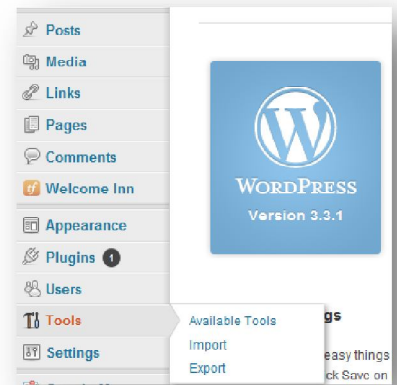 Posts
Media
Links
Pages
Comments
Welcome Inn
Appearance
Plugins 1
Users
Tools
Settings
WORDPRESS
Version 3.3.1
Available Tools
Import
Export
gs
easy things
ck Save on